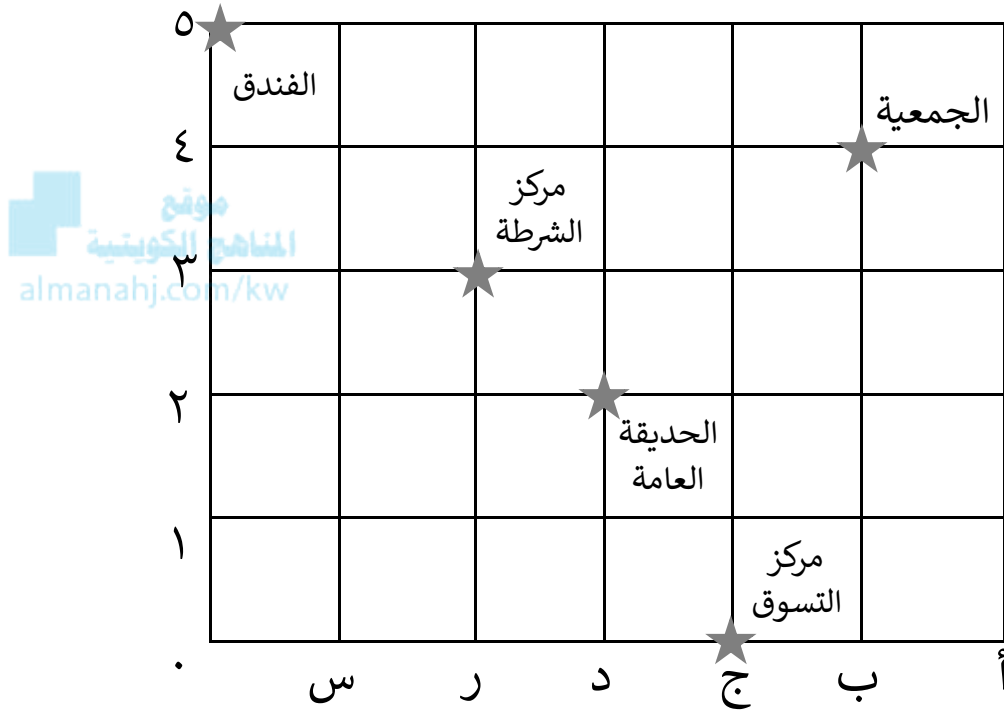 ٥
الفندق
الجمعية
٤
موقع
المناهج الكويتية
almanahj.com/kw
مركز
الشرطة
٣
٢
الحديقة
العامة
١
مركز
التسوق
٠
أ ب ج د ر س